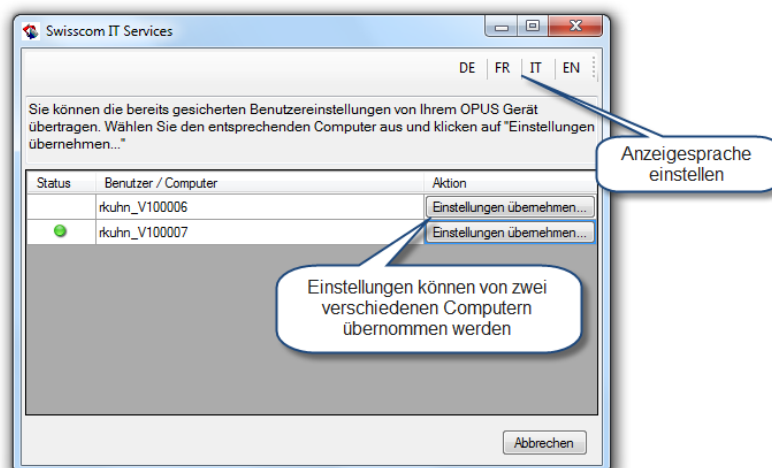 Swisscom IT Services
DE FR IT EN
Sie können die bereits gesicherten Benutzereinstellungen von Ihrem OPUS Gerät
übertragen. Wählen Sie den entsprechenden Computer aus und klicken auf "Einstellungen
übernehmen..."
Anzeigesprache
einstellen
Status Benutzer / Computer Aktion
rkuhn_V100006 Einstellungen übernehmen...
rkuhn_V100007 Einstellungen übernehmen...
Einstellungen können von zwei
verschiedenen Computern
übernommen werden
Abbrechen